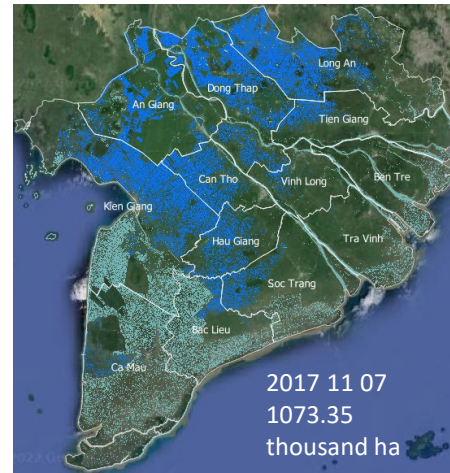 Long An
Dong Thap
An Giang
Tien Giang
Can Tho
Vinh Long
Ben Tre
Kien Giang
Hau Giang
Tra Vinh
Soc Trang
Bac Lieu
Ca Mau
2017 11 07
1073.35
thousand ha